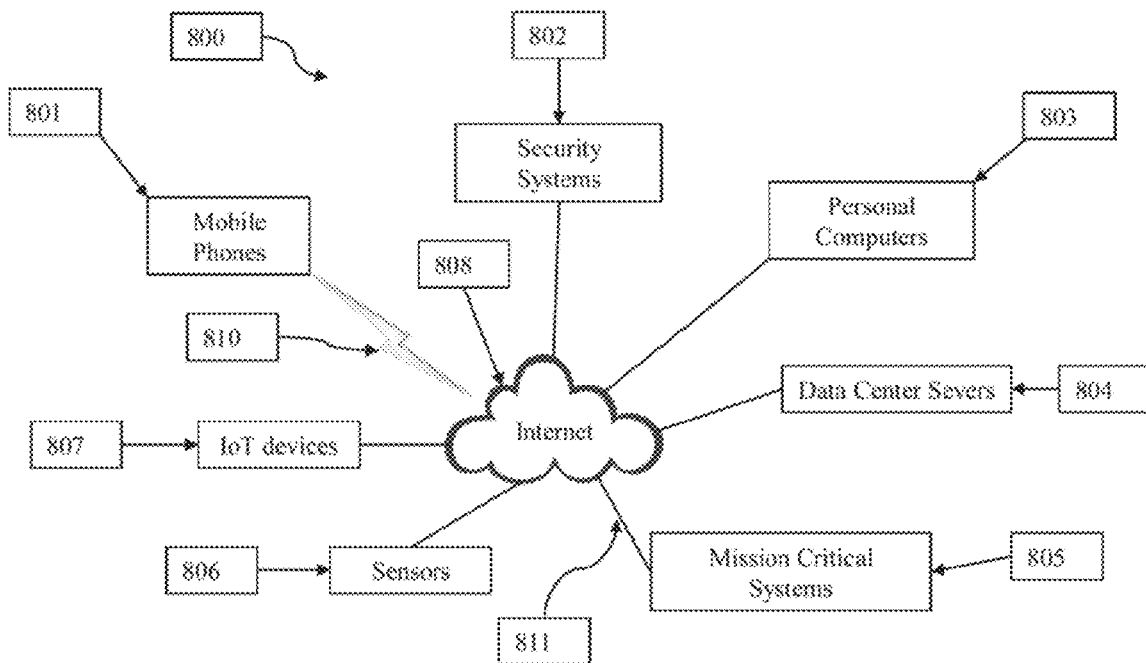 800
802
801
803
Security
Systems
Mobile
Phones
Personal
Computers
808
810
Data Center Severs
804
Internet
807
IoT devices
806
Sensors
Mission Critical
Systems
805
811